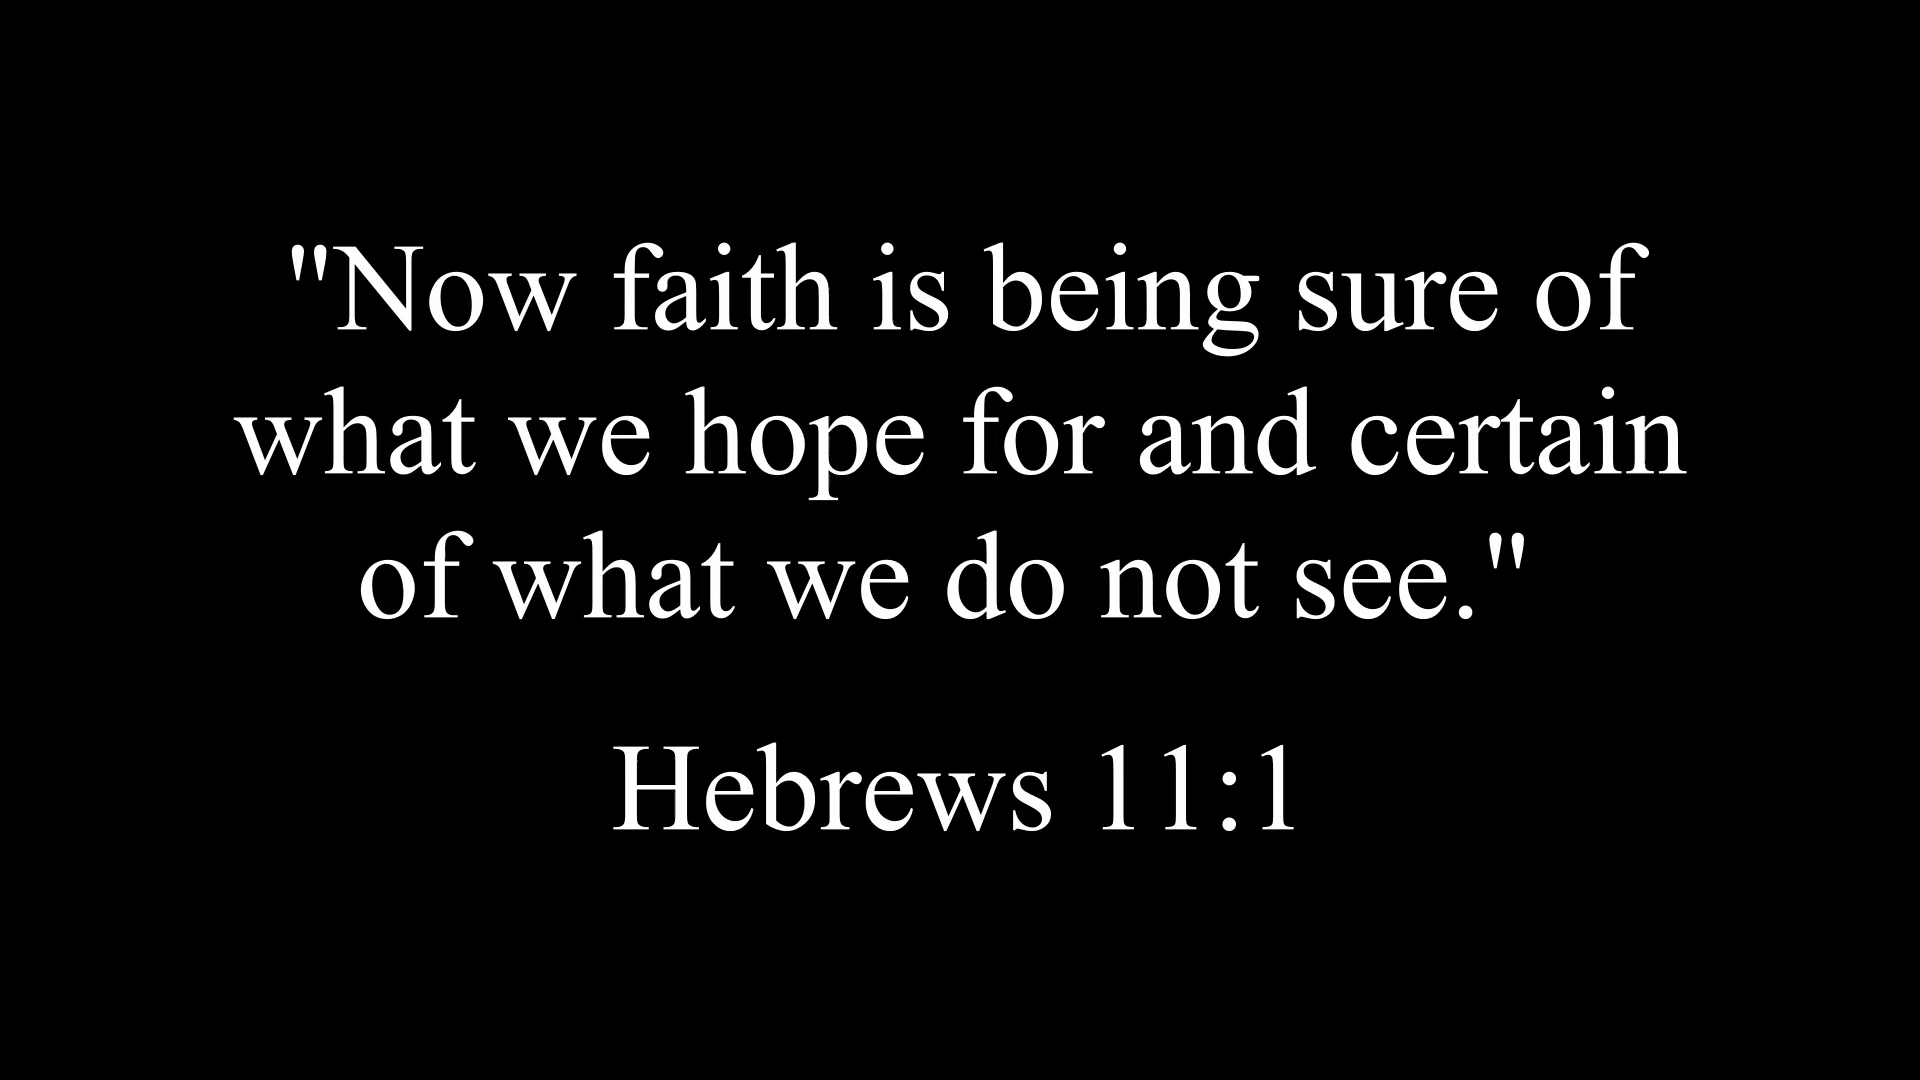 "Now faith is being sure of
what we hope for and certain
of what we do not see."
Hebrews 11:1